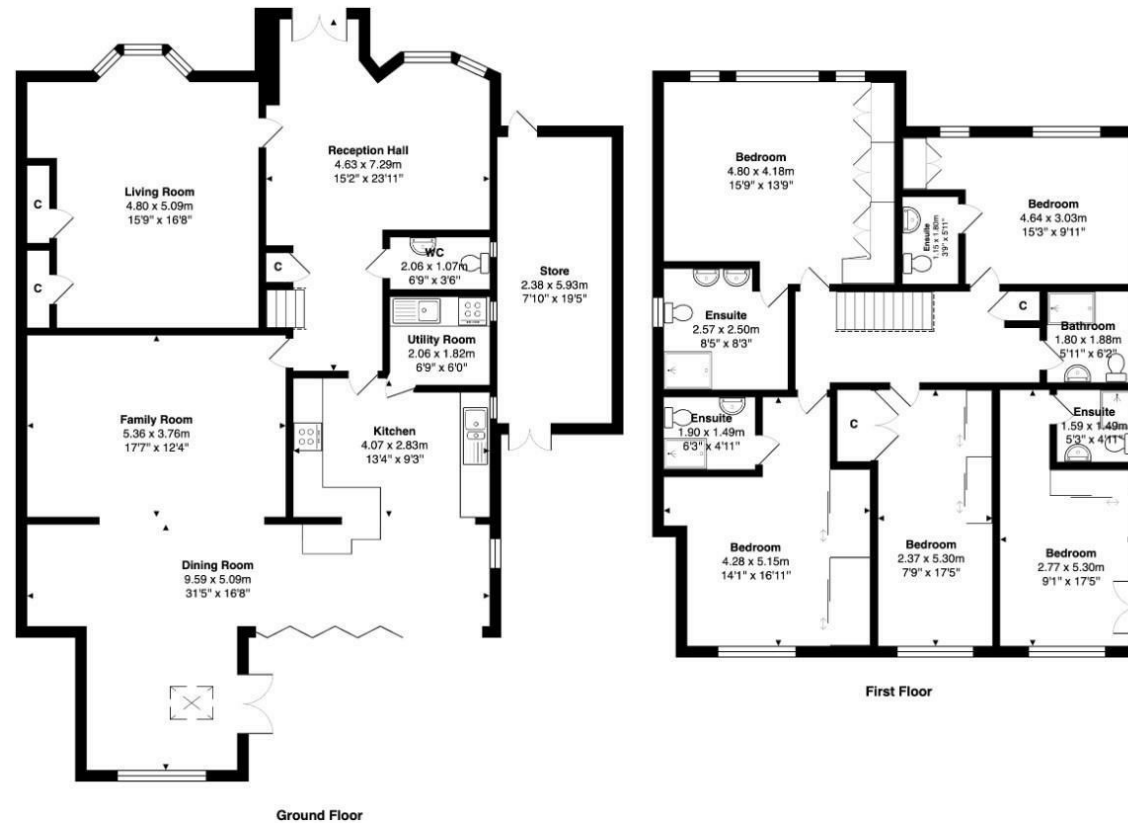 Living Room
4.80 x 5.09m
15'9" x 16'8"
C
C
Reception Hall
4.63 x 7.29m
15'2" x 23'11"
C
WC
2.06 x 1.07m
6'9" x 3'6"
Utility Room
2.06 x 1.82m
6'9" x 6'0"
Store
2.38 x 5.93m
7'10" x 19'5"
Family Room
5.36 x 3.76m
17'7" x 12'4"
Kitchen
4.07 x 2.83m
13'4" x 9'3"
Dining Room
9.59 x 5.09m
31'5" x 16'8"
Ground Floor
Bedroom
4.80 x 4.18m
15'9" x 13'9"
Bedroom
4.64 x 3.03m
15'3" x 9'11"
Ensuite
1.15 x 1.80m
3'9" x 5'11"
Ensuite
2.57 x 2.50m
8'5" x 8'3"
C
Bathroom
1.80 x 1.88m
5'11" x 6'2"
Ensuite
1.90 x 1.49m
6'3" x 4'11"
C
Ensuite
1.59 x 1.49m
5'3" x 4'11"
Bedroom
4.28 x 5.15m
14'1" x 16'11"
Bedroom
2.37 x 5.30m
7'9" x 17'5"
Bedroom
2.77 x 5.30m
9'1" x 17'5"
First Floor